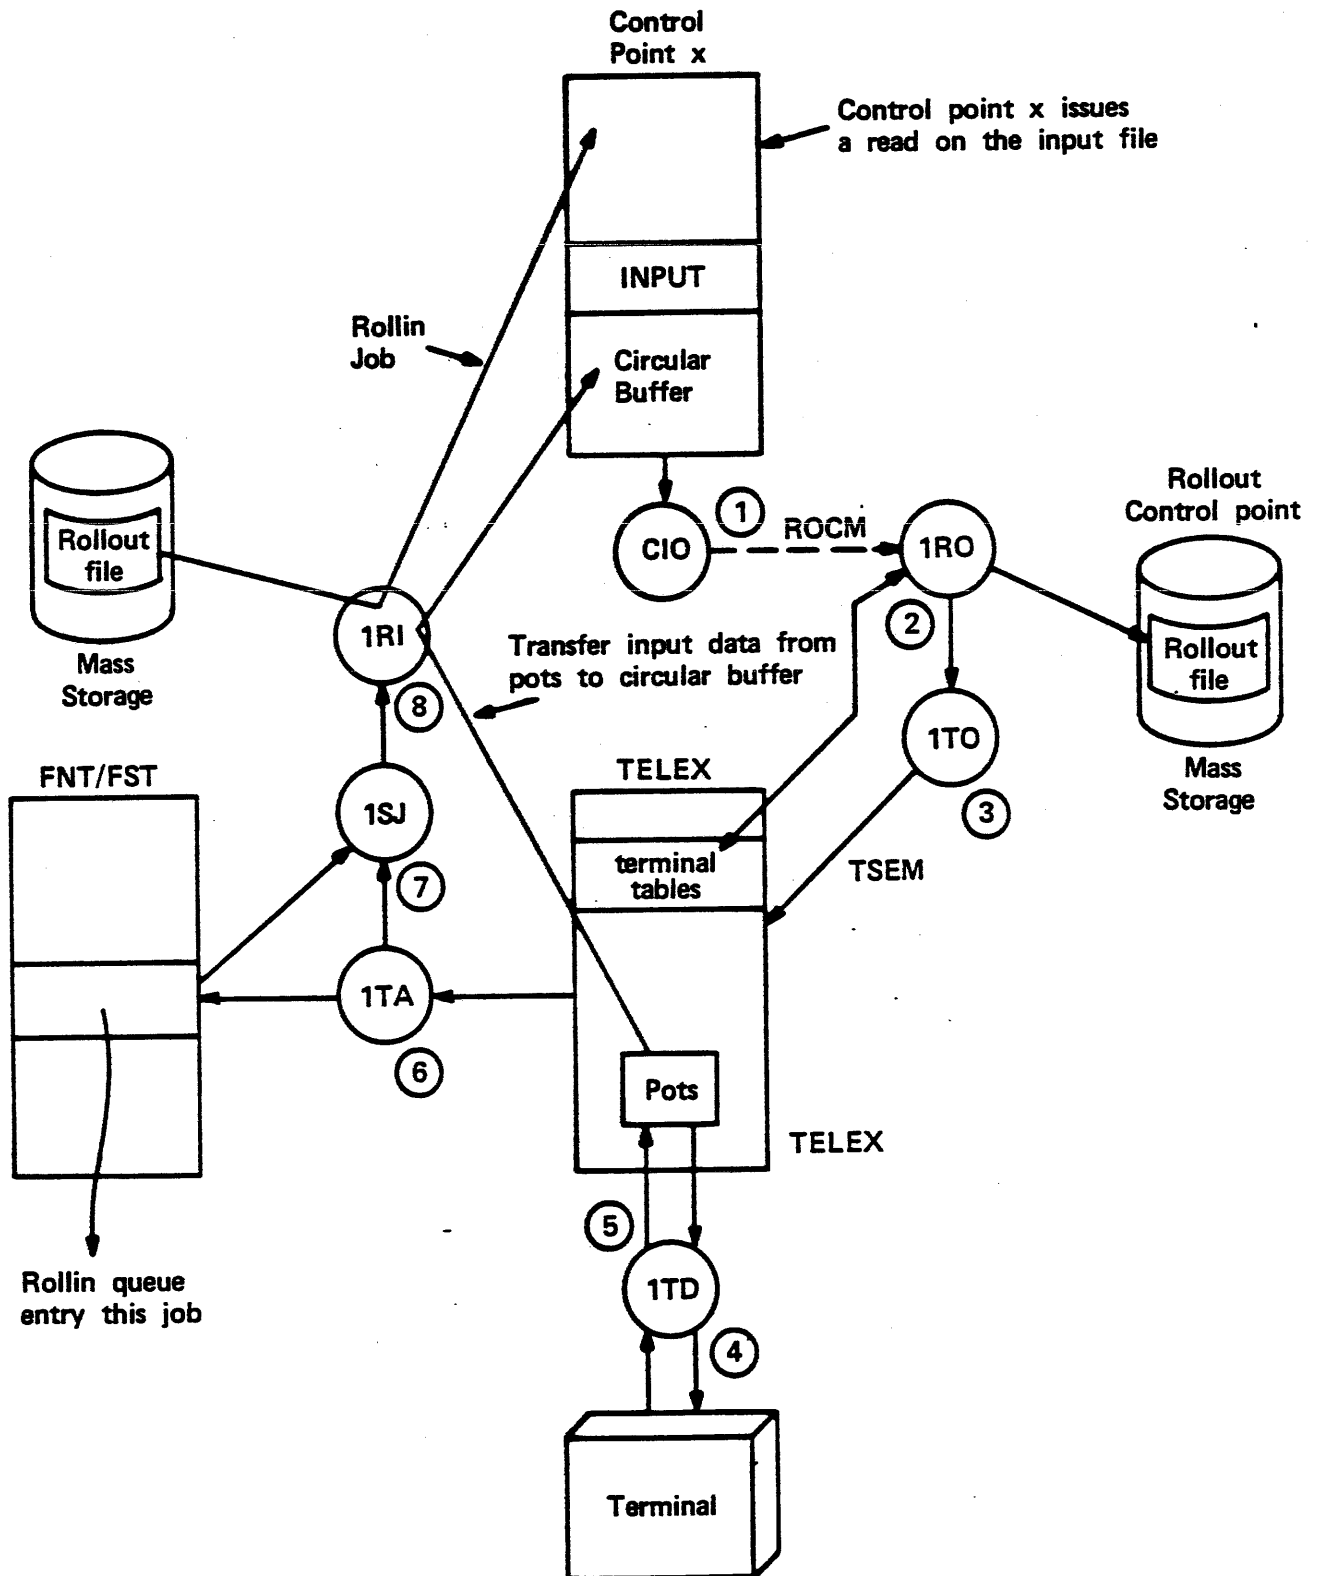 Control
Point x
Control point x issues
a read on the input file
INPUT
Rollin
Job
Circular
Buffer
Rollout
Control point
1
CIO
ROCM
1RO
Rollout
file
2
1RI
Transfer input data from
pots to circular buffer
Rollout
file
Mass
Storage
8
1TO
Mass
Storage
FNT/FST
TELEX
3
1SJ
terminal
tables
TSEM
7
1TA
6
Pots
TELEX
5
1TD
Rollin queue
entry this job
4
Terminal